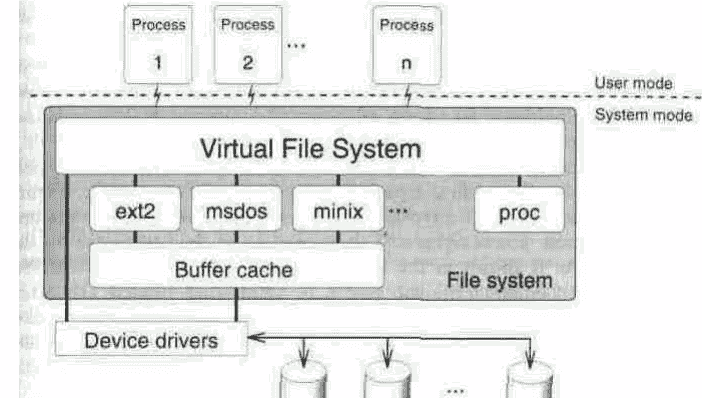 Process Process ... Process
1 2 n
User mode
System mode
Virtual File System
ext2 msdos minix ... proc
Buffer cache
File system
Device drivers
...